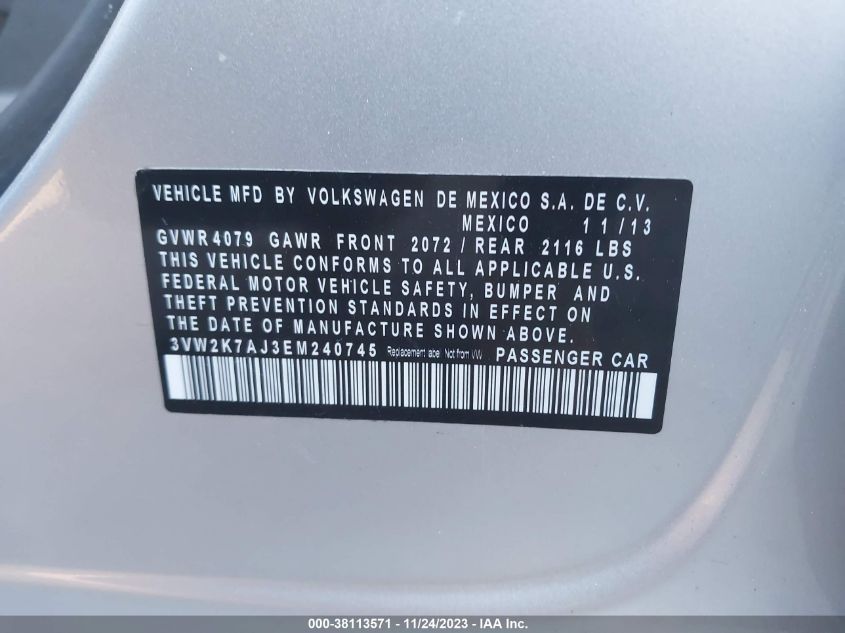 VEHICLE MFD BY VOLKSWAGEN DE MEXICO S.A. DE C.V.
MEXICO 11/13
GVWR 4079 GAWR FRONT 2072 / REAR 2116 LBS
THIS VEHICLE CONFORMS TO ALL APPLICABLE U.S.
FEDERAL MOTOR VEHICLE SAFETY, BUMPER AND
THEFT PREVENTION STANDARDS IN EFFECT ON
THE DATE OF MANUFACTURE SHOWN ABOVE.
3VW2K7AJ3EM240745 Replacement label Not from VW PASSENGER CAR
000-38113571 - 11/24/2023 - IAA Inc.